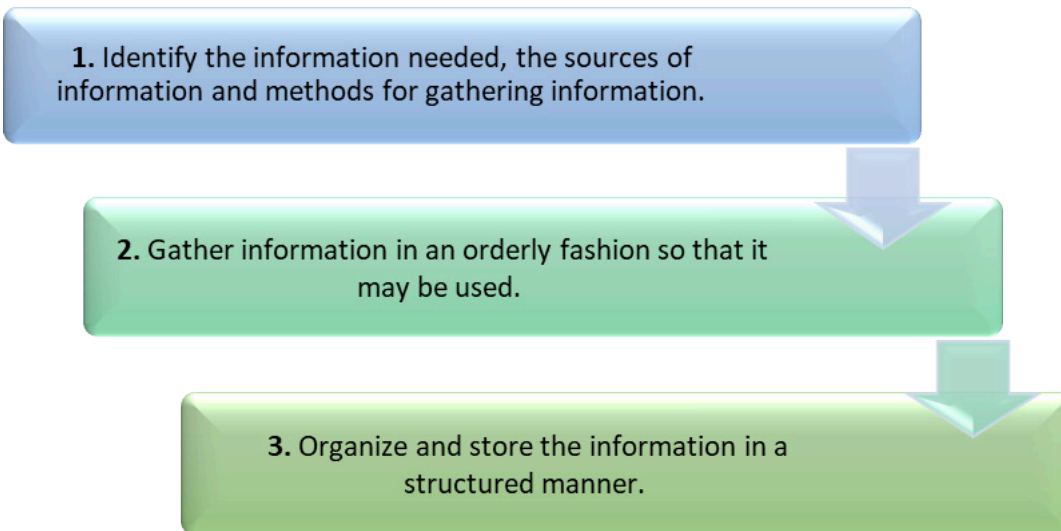 1. Identify the information needed, the sources of
information and methods for gathering information.
2. Gather information in an orderly fashion so that it
may be used.
3. Organize and store the information in a
structured manner.